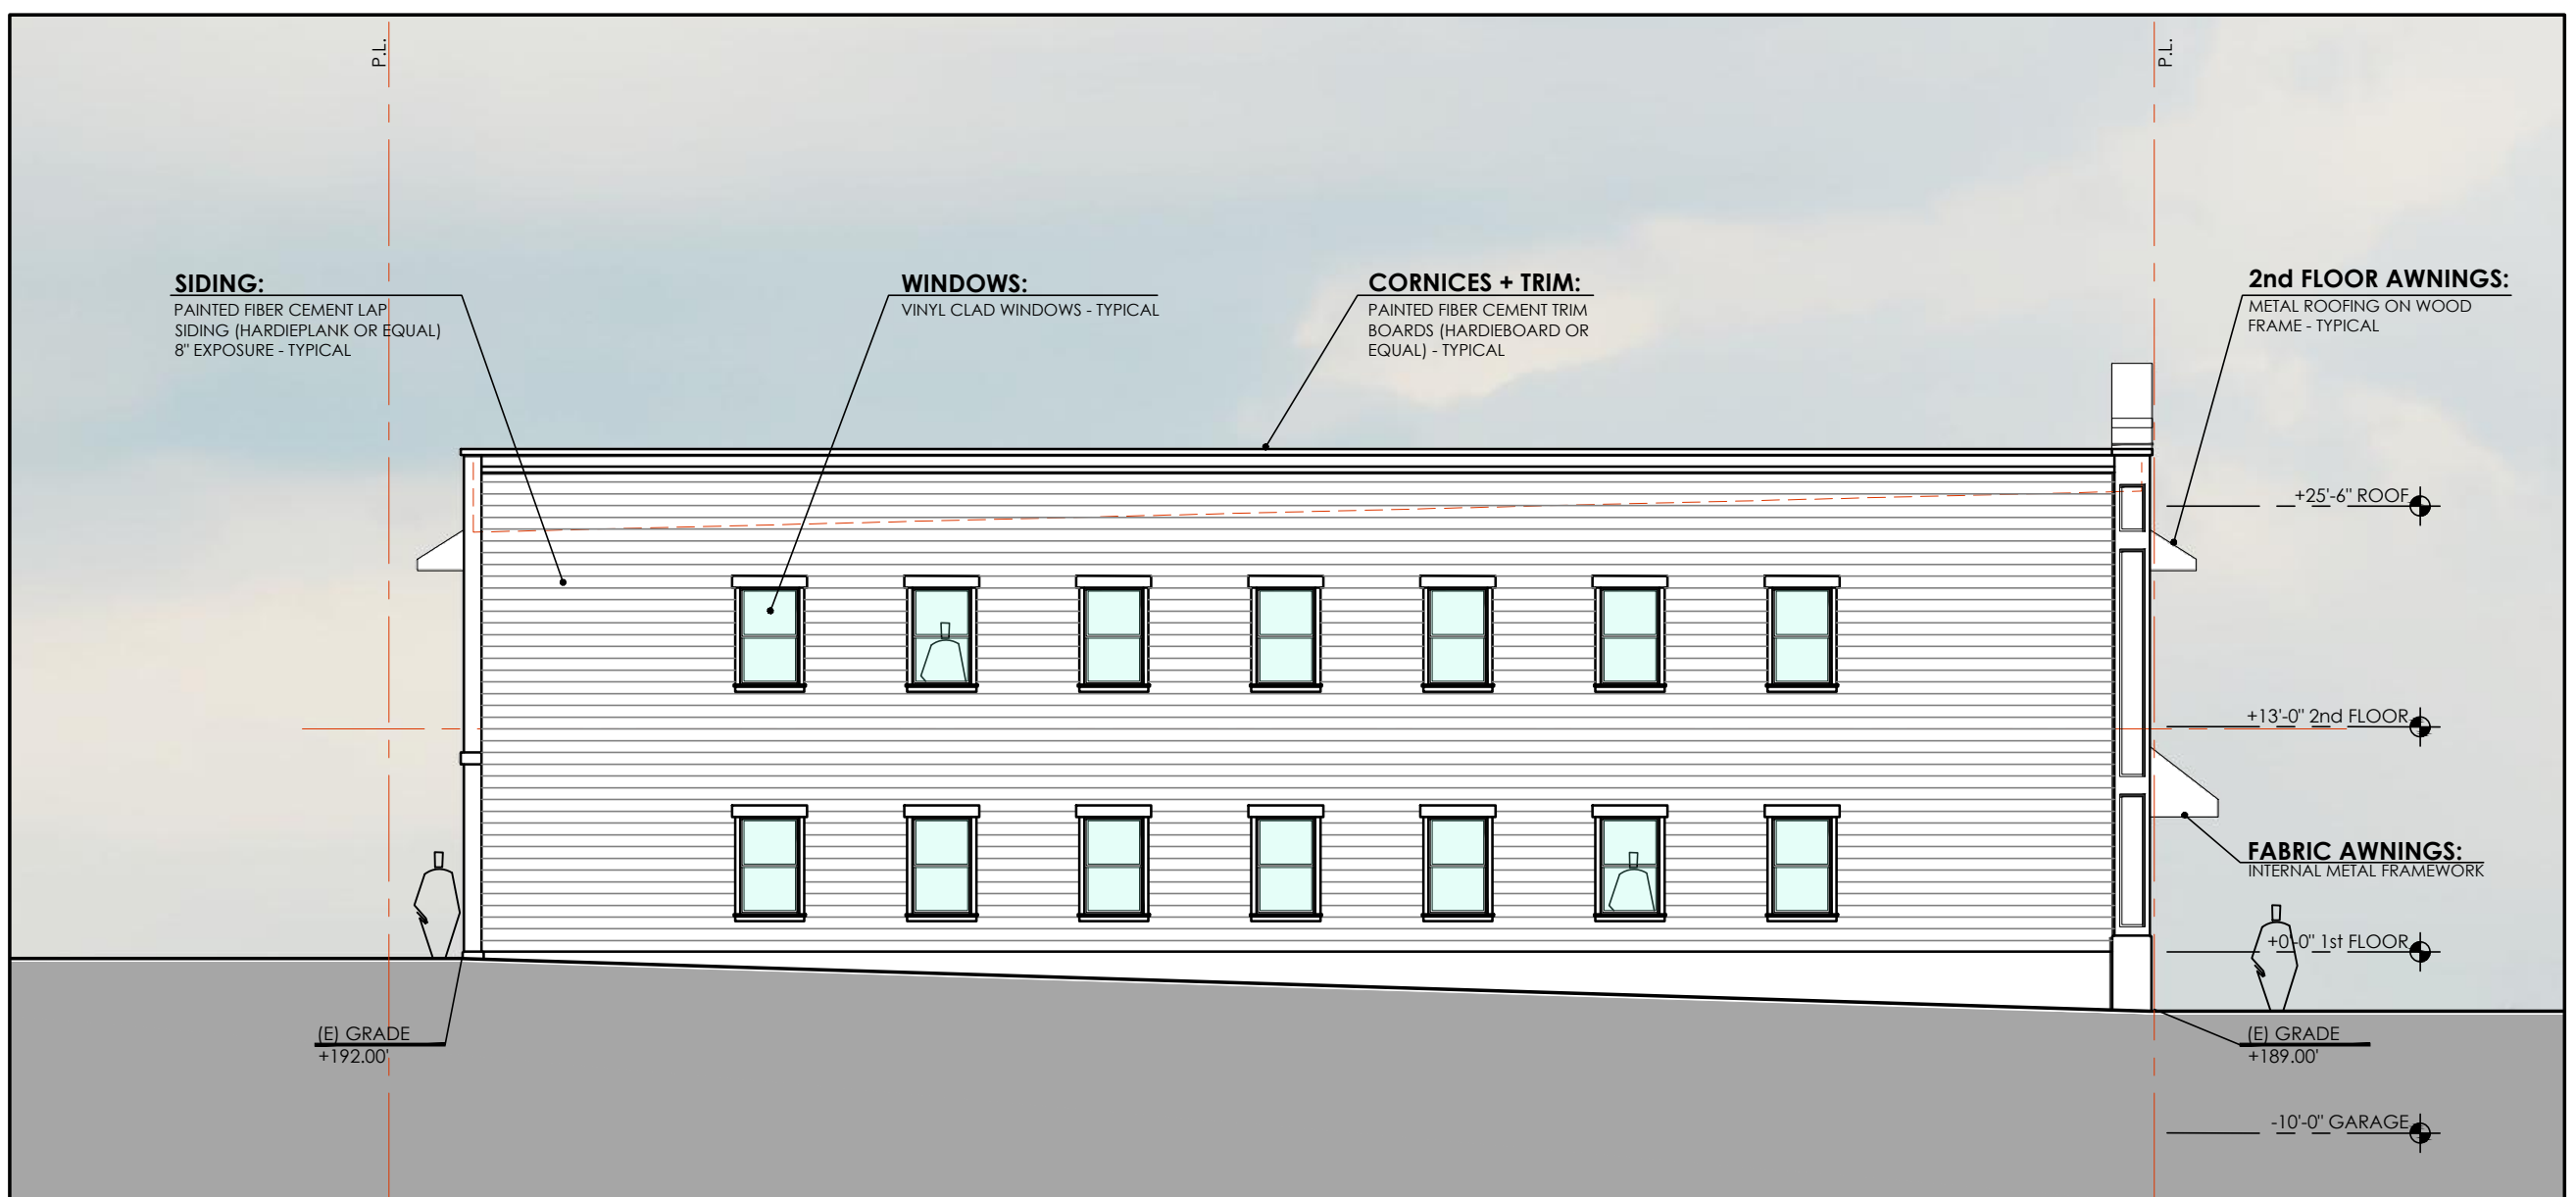 P.L.
P.L.
SIDING:
PAINTED FIBER CEMENT LAP
SIDING (HARDIEPLANK OR EQUAL)
8" EXPOSURE - TYPICAL
WINDOWS:
VINYL CLAD WINDOWS - TYPICAL
CORNICES + TRIM:
PAINTED FIBER CEMENT TRIM
BOARDS (HARDIEBOARD OR
EQUAL) - TYPICAL
2nd FLOOR AWNINGS:
METAL ROOFING ON WOOD
FRAME - TYPICAL
+25'-6" ROOF
+13'-0" 2nd FLOOR
FABRIC AWNINGS:
INTERNAL METAL FRAMEWORK
+0'-0" 1st FLOOR
(E) GRADE
+192.00'
(E) GRADE
+189.00'
-10'-0" GARAGE